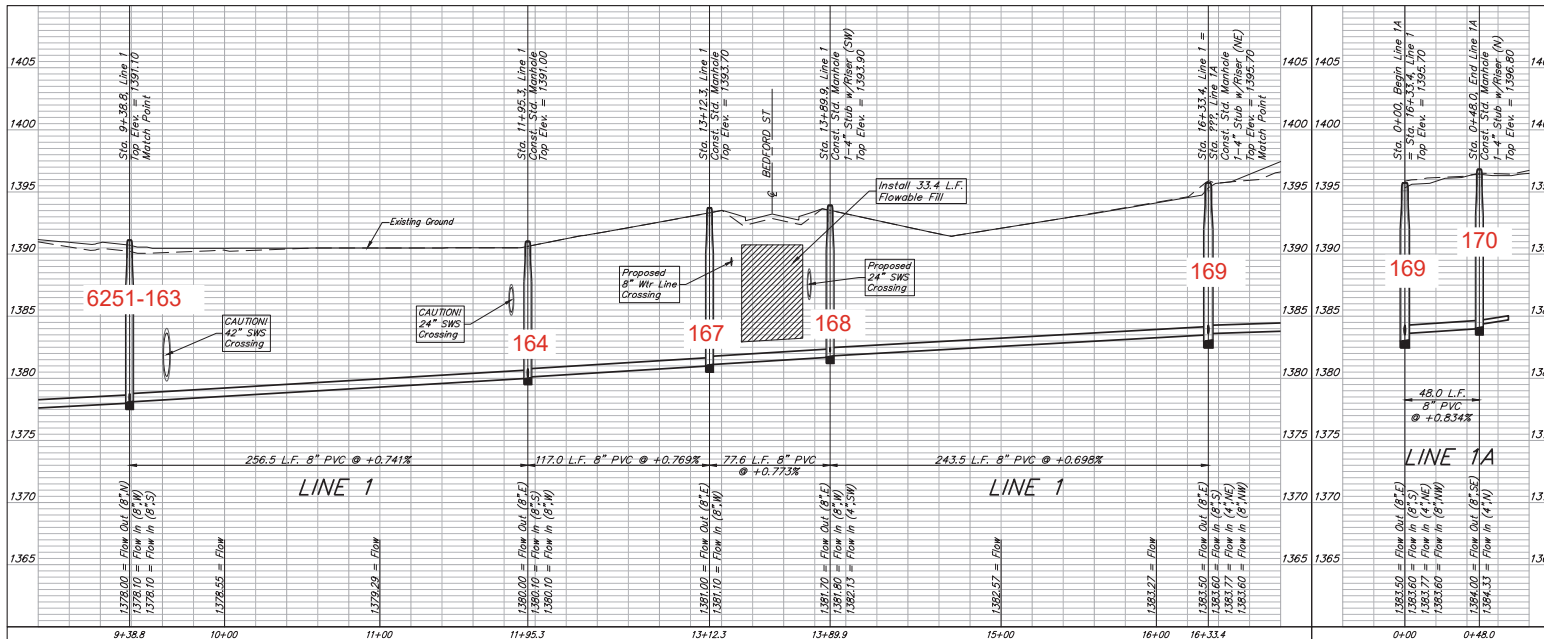 Sta. 9+38.8, Line 1
Top Elev. = 1391.10
Match Point
Sta. 11+95.3, Line 1
Const. Std. Manhole
Top Elev. = 1391.00
Sta. 13+12.3, Line 1
Const. Std. Manhole
Top Elev. = 1393.70
℄ BEDFORD ST
Sta. 13+89.9, Line 1
Const. Std. Manhole
1-4" Stub w/Riser (SW)
Top Elev. = 1393.90
Sta. 16+33.4, Line 1 =
Sta. ???, Line 1A
Const. Std. Manhole
1-4" Stub w/Riser (NE)
Top Elev. = 1395.70
Match Point
Sta. 0+00, Begin Line 1A
= Sta. 16+33.4, Line 1
Top Elev. = 1395.70
Sta. 0+48.0, End Line 1A
Const. Std. Manhole
1-4" Stub w/Riser (N)
Top Elev. = 1396.80
1405
1400
1395
1390
1385
1380
1375
1370
1365
1405
1400
1395
1390
1385
1380
1375
1370
1365
1405
1400
1395
1390
1385
1380
1375
1370
1365
Existing Ground
Install 33.4 L.F.
Flowable Fill
Proposed
8" Wtr Line
Crossing
Proposed
24" SWS
Crossing
CAUTION!
42" SWS
Crossing
CAUTION!
24" SWS
Crossing
6251-163
164
167
168
169
169
170
256.5 L.F. 8" PVC @ +0.741%
117.0 L.F. 8" PVC @ +0.769%
77.6 L.F. 8" PVC
@ +0.773%
243.5 L.F. 8" PVC @ +0.698%
48.0 L.F.
8" PVC
@ +0.834%
LINE 1
LINE 1
LINE 1A
1378.00 = Flow Out (8",N)
1378.10 = Flow In (8",W)
1378.10 = Flow In (8",S)
1378.55 = Flow
1379.29 = Flow
1380.00 = Flow Out (8",E)
1380.10 = Flow In (8",S)
1380.10 = Flow In (8",W)
1381.00 = Flow Out (8",E)
1381.10 = Flow In (8",W)
1381.70 = Flow Out (8",E)
1381.80 = Flow In (8",W)
1382.13 = Flow In (4",SW)
1382.57 = Flow
1383.27 = Flow
1383.50 = Flow Out (8",E)
1383.60 = Flow In (8",S)
1383.77 = Flow In (4",NE)
1383.60 = Flow In (8",NW)
1383.50 = Flow Out (8",E)
1383.60 = Flow In (8",S)
1383.77 = Flow In (4",NE)
1383.60 = Flow In (8",NW)
1384.00 = Flow Out (8",SE)
1384.33 = Flow In (4",N)
9+38.8
10+00
11+00
11+95.3
13+12.3
13+89.9
15+00
16+00
16+33.4
0+00
0+48.0